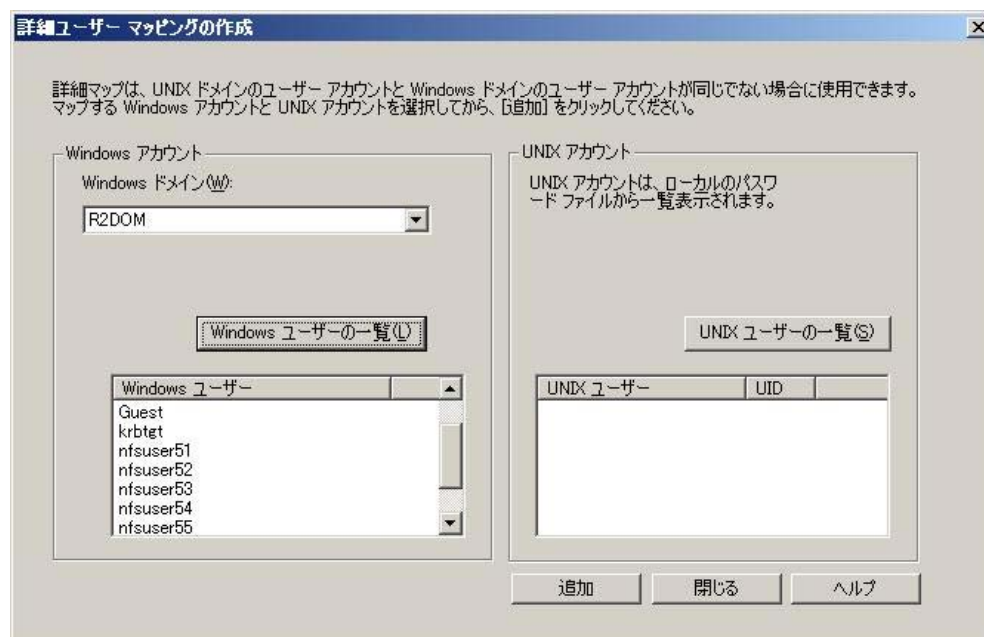 詳細ユーザー マッピングの作成
詳細マップは、UNIX ドメインのユーザー アカウントと Windows ドメインのユーザー アカウントが同じでない場合に使用できます。
マップする Windows アカウントと UNIX アカウントを選択してから、[追加] をクリックしてください。
Windows アカウント
Windows ドメイン(W):
R2DOM
Windows ユーザーの一覧(L)
Windows ユーザー
Guest
krbtgt
nfsuser51
nfsuser52
nfsuser53
nfsuser54
nfsuser55
UNIX アカウント
UNIX アカウントは、ローカルのパスワ
ード ファイルから一覧表示されます。
UNIX ユーザーの一覧(S)
UNIX ユーザー UID
追加 閉じる ヘルプ